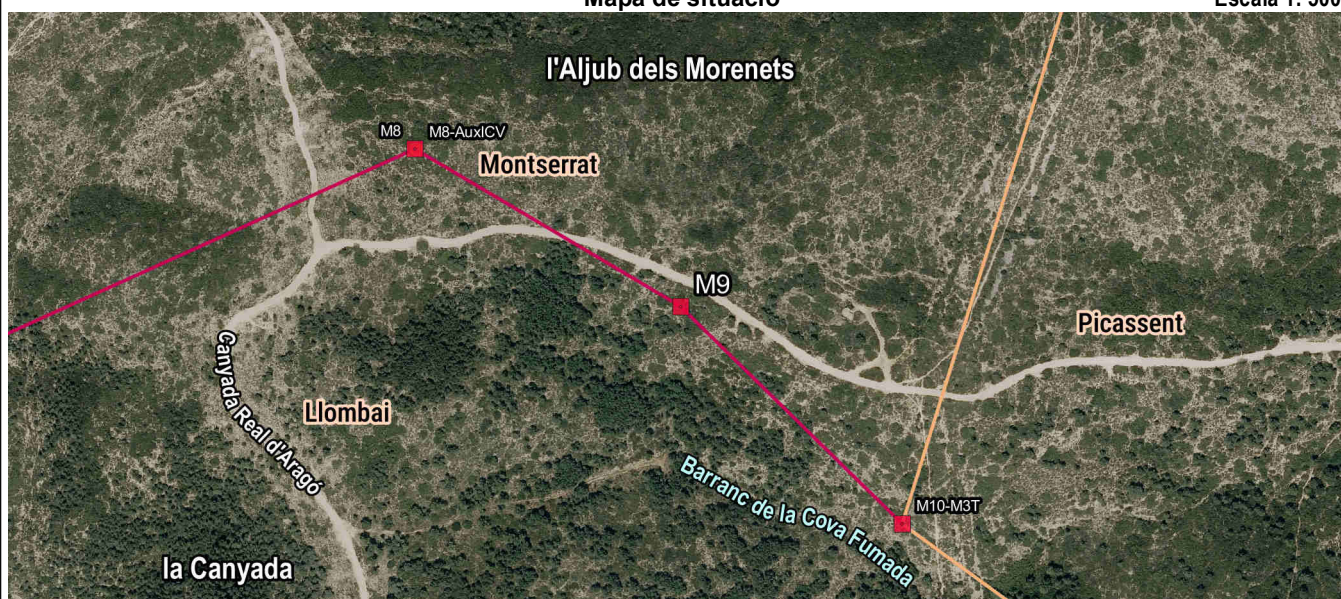 Mapa de situació
l'Aljub dels Morenets
M8
M8-AuxICV
Montserrat
M9
Picassent
Canyada Real d'Aragó
Llombai
Barranc de la Cova Fumada
M10-M3T
la Canyada